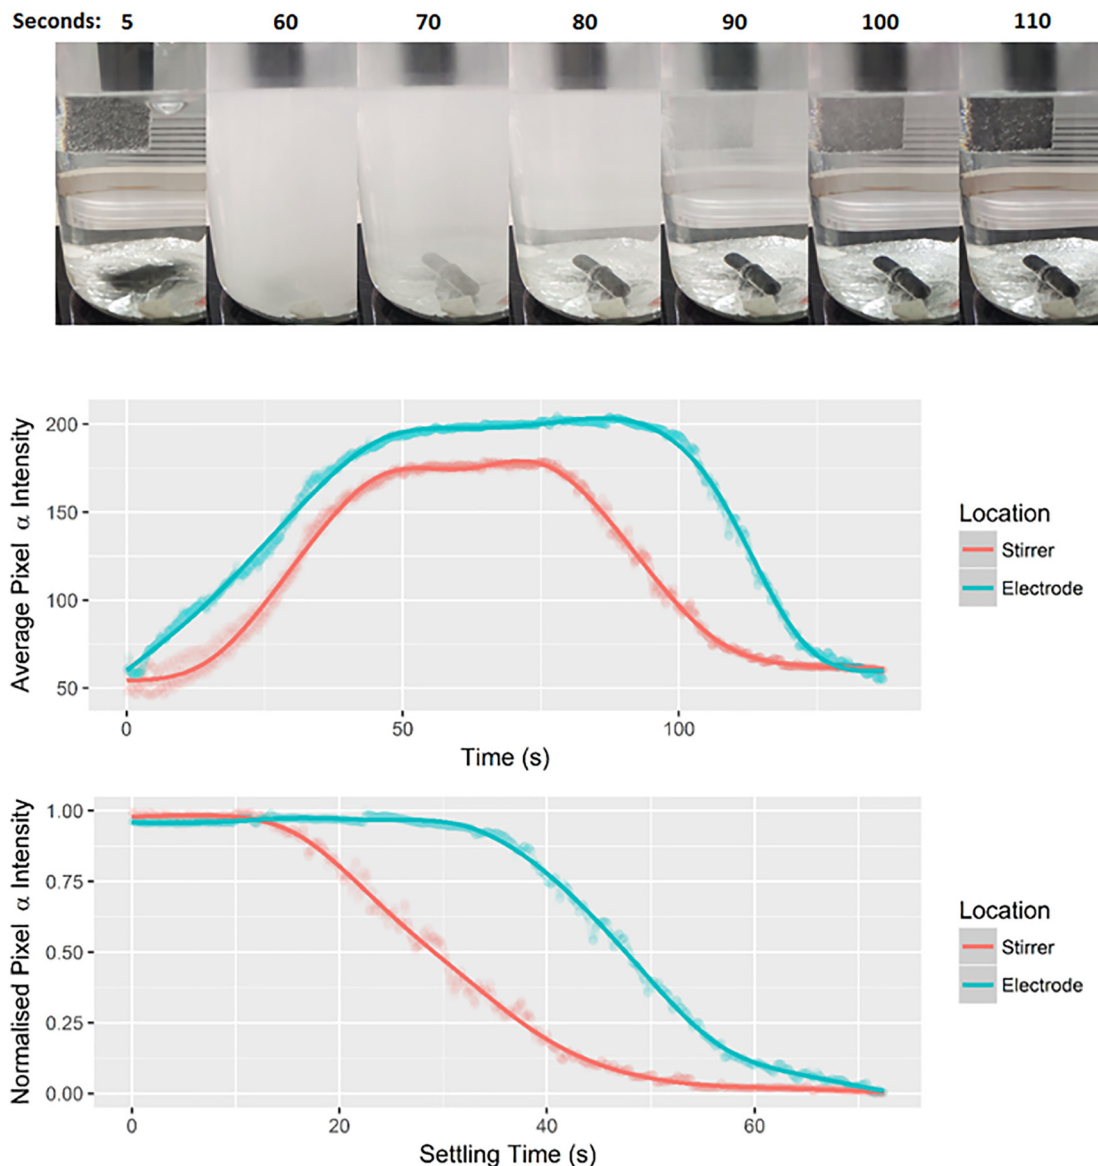 Seconds: 5 60 70 80 90 100 110
Average Pixel α Intensity
200
150
100
50
0 50 100
Time (s)
Location
Stirrer
Electrode
Normalised Pixel α Intensity
1.00
0.75
0.50
0.25
0.00
0 20 40 60
Settling Time (s)
Location
Stirrer
Electrode